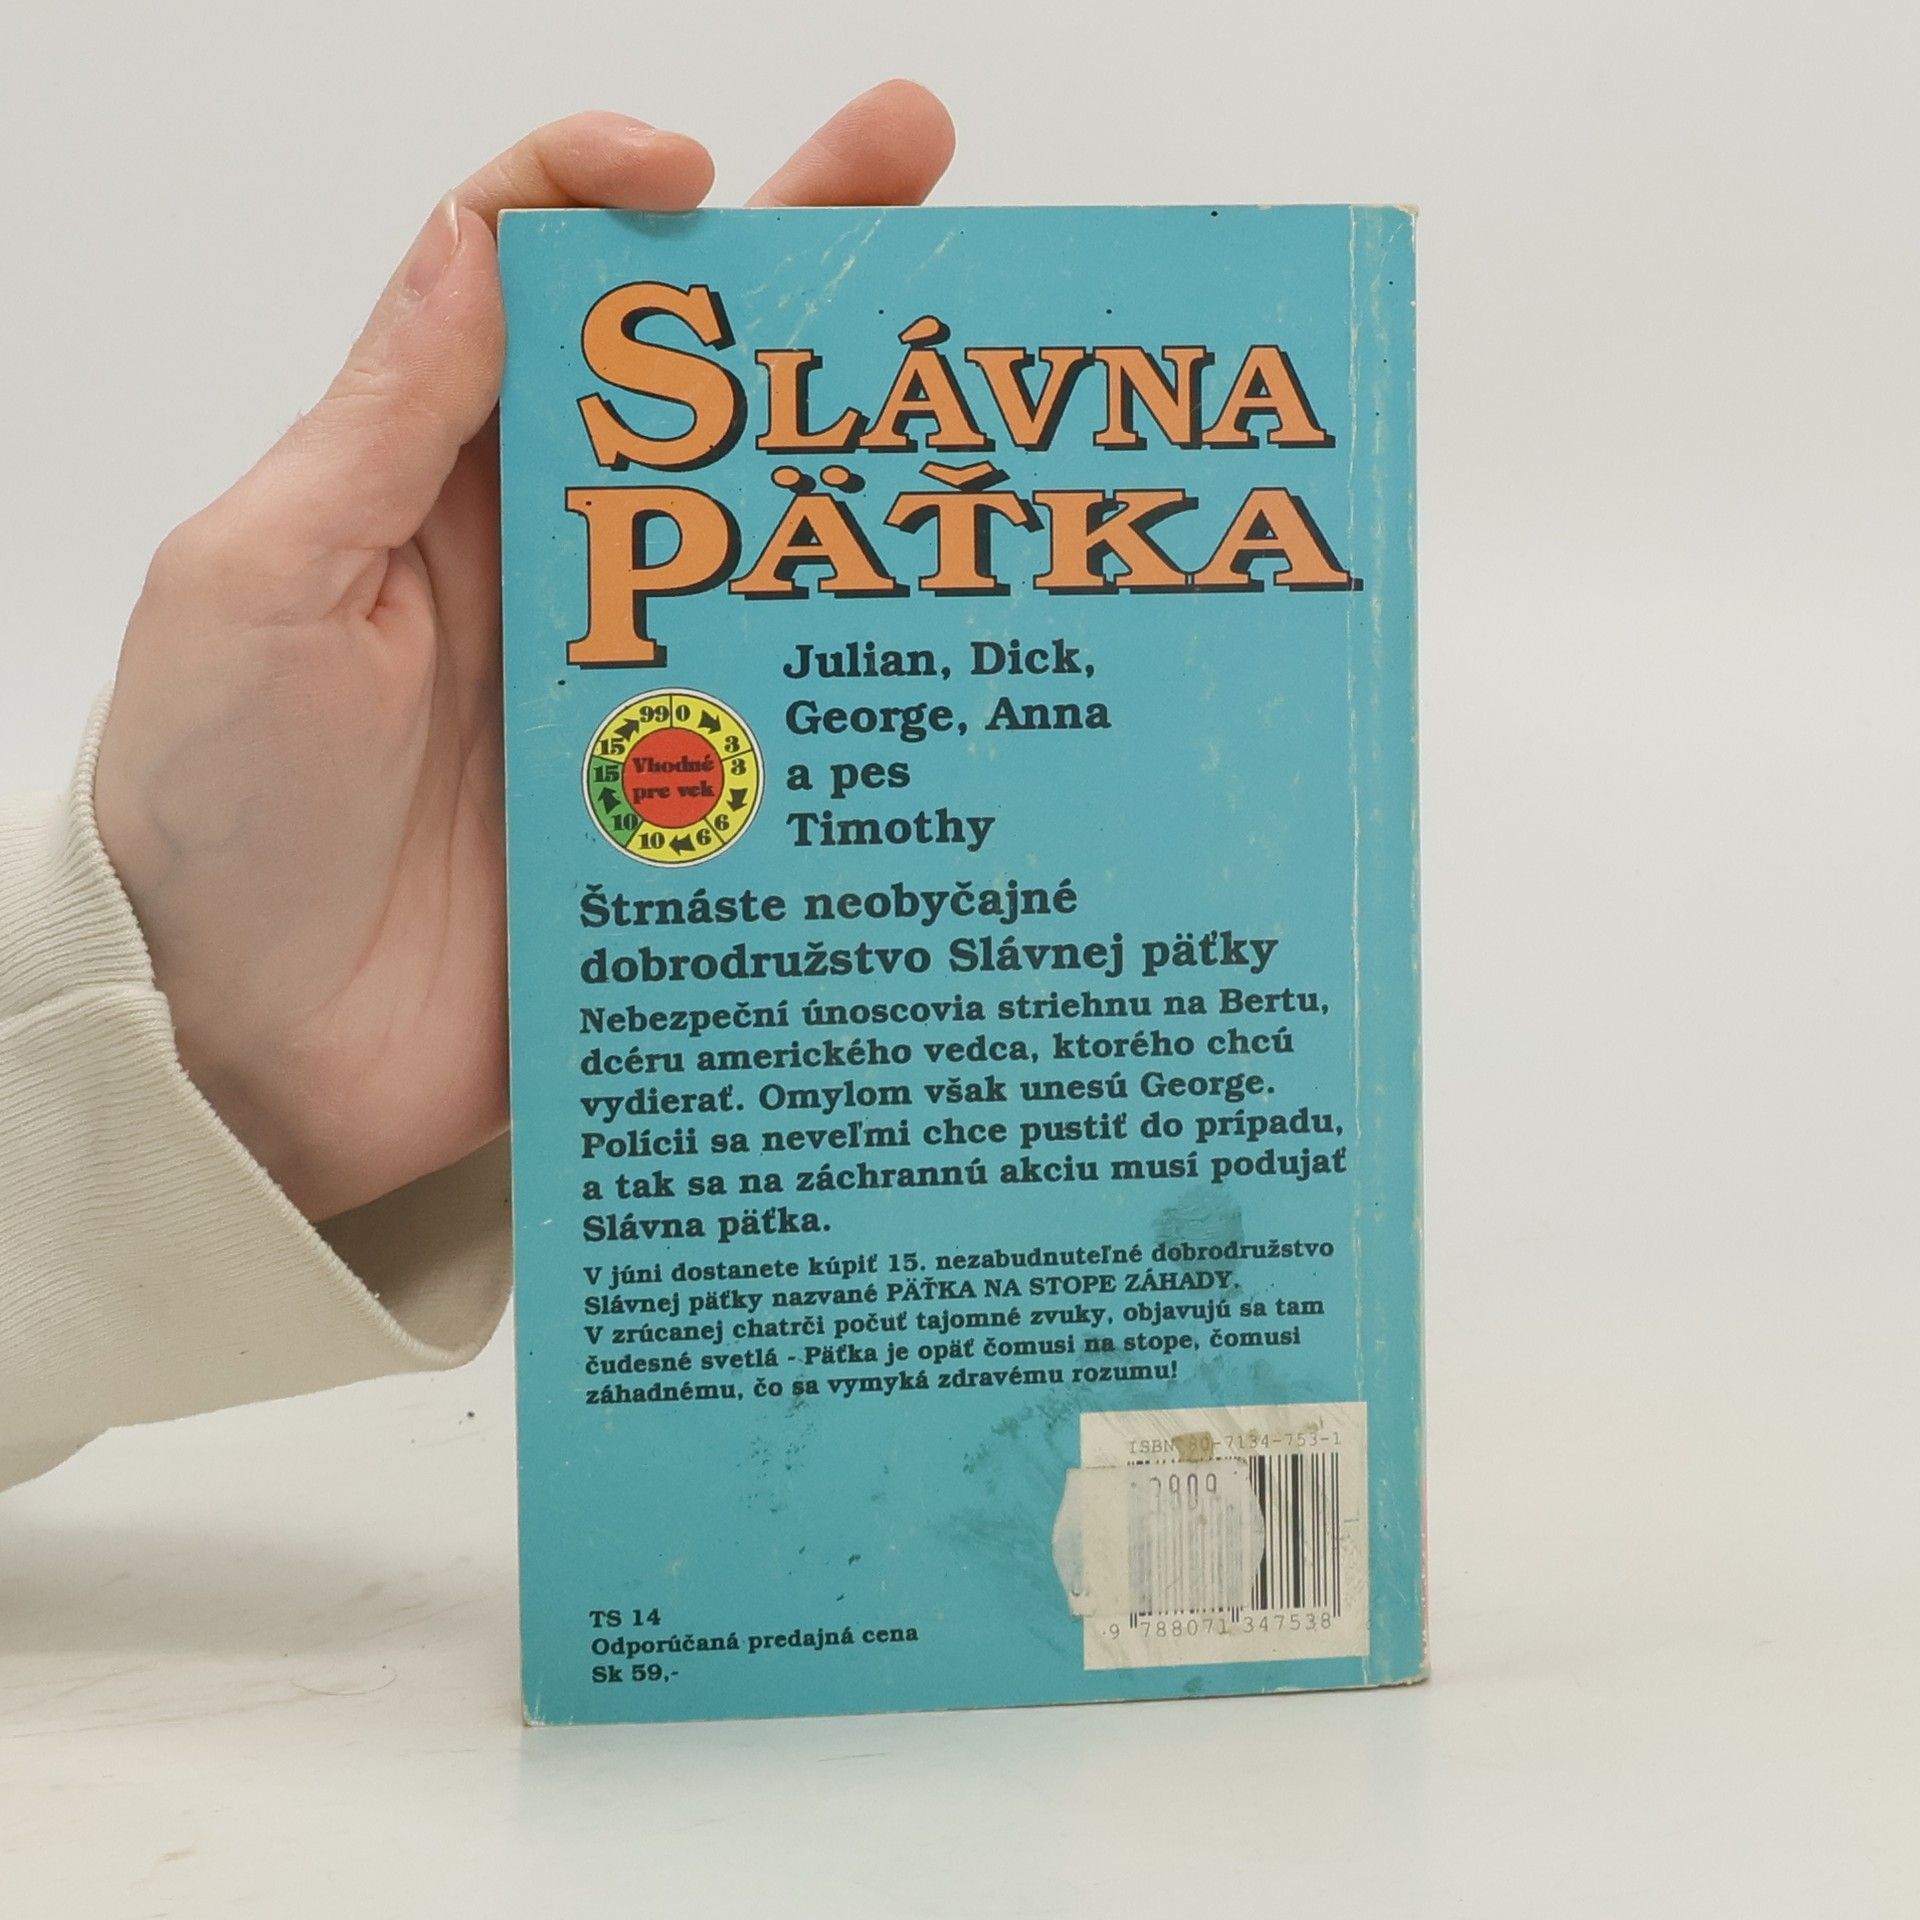 SLÁVNA
PÄŤKA
Julian, Dick,
George, Anna
a pes
Timothy
99 0
3
3
6
6
10
10
15
15
Vhodné
pre vek
Štrnáste neobyčajné
dobrodružstvo Slávnej päťky
Nebezpeční únoscovia striehnu na Bertu,
dcéru amerického vedca, ktorého chcú
vydierať. Omylom však unesú George.
Polícii sa neveľmi chce pustiť do prípadu,
a tak sa na záchrannú akciu musí podujať
Slávna päťka.
V júni dostanete kúpiť 15. nezabudnuteľné dobrodružstvo
Slávnej päťky nazvané PÄŤKA NA STOPE ZÁHADY.
V zrúcanej chatrči počuť tajomné zvuky, objavujú sa tam
čudesné svetlá - Päťka je opäť čomusi na stope, čomusi
záhadnému, čo sa vymyká zdravému rozumu!
ISBN 80-7134-753-1
9 788071 347538
TS 14
Odporúčaná predajná cena
Sk 59,-